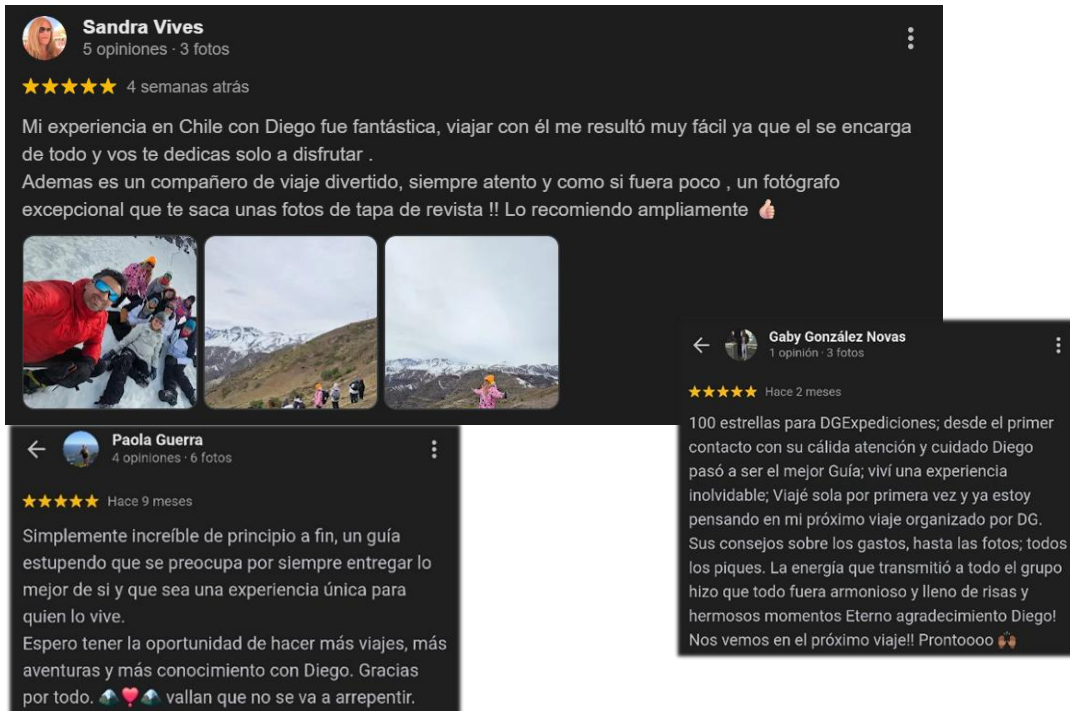 Sandra Vives
5 opiniones · 3 fotos
4 semanas atrás
Mi experiencia en Chile con Diego fue fantástica, viajar con él me resultó muy fácil ya que el se encarga
de todo y vos te dedicas solo a disfrutar .
Ademas es un compañero de viaje divertido, siempre atento y como si fuera poco , un fotógrafo
excepcional que te saca unas fotos de tapa de revista !! Lo recomiendo ampliamente 👍🏻
Paola Guerra
4 opiniones · 6 fotos
Hace 9 meses
Simplemente increíble de principio a fin, un guía
estupendo que se preocupa por siempre entregar lo
mejor de si y que sea una experiencia única para
quien lo vive.
Espero tener la oportunidad de hacer más viajes, más
aventuras y más conocimiento con Diego. Gracias
por todo. 🏔️❣️🏔️ vallan que no se va a arrepentir.
Gaby González Novas
1 opinión · 3 fotos
Hace 2 meses
100 estrellas para DGExpediciones; desde el primer
contacto con su cálida atención y cuidado Diego
pasó a ser el mejor Guía; viví una experiencia
inolvidable; Viajé sola por primera vez y ya estoy
pensando en mi próximo viaje organizado por DG.
Sus consejos sobre los gastos, hasta las fotos; todos
los piques. La energía que transmitió a todo el grupo
hizo que todo fuera armonioso y lleno de risas y
hermosos momentos Eterno agradecimiento Diego!
Nos vemos en el próximo viaje!! Prontoooo 🙌🏾